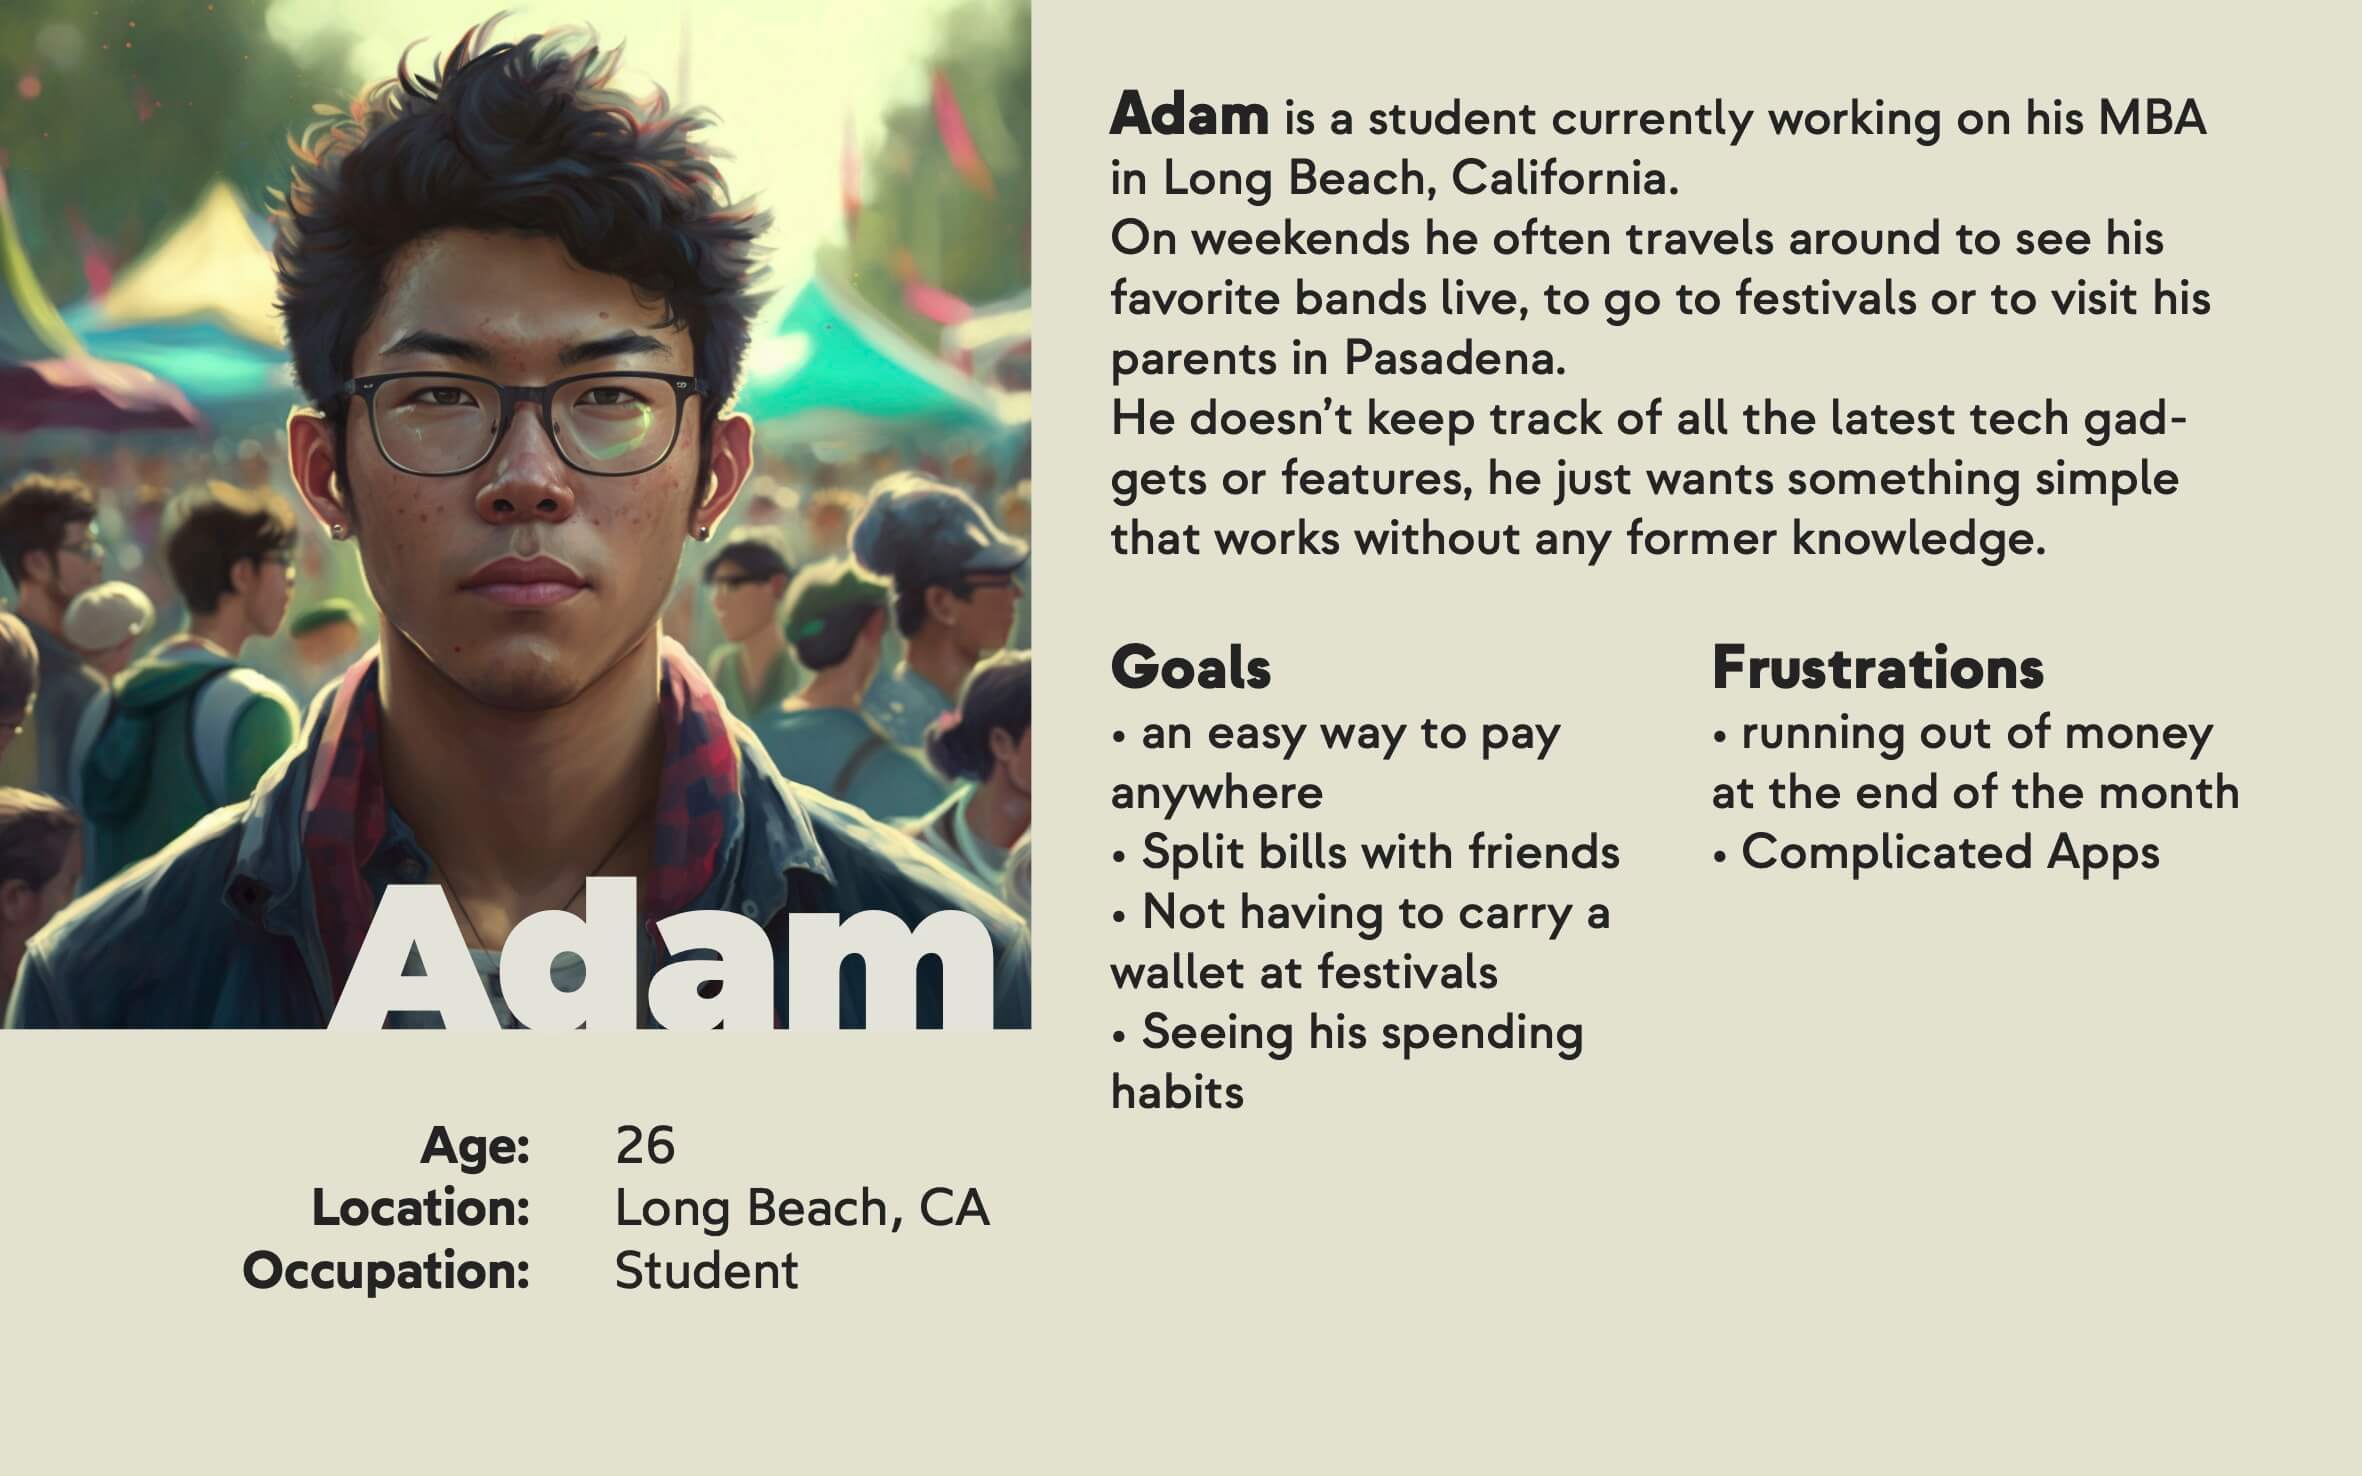 Adam
Age: 26
Location: Long Beach, CA
Occupation: Student
Adam is a student currently working on his MBA
in Long Beach, California.
On weekends he often travels around to see his
favorite bands live, to go to festivals or to visit his
parents in Pasadena.
He doesn’t keep track of all the latest tech gad-
gets or features, he just wants something simple
that works without any former knowledge.
Goals
• an easy way to pay
anywhere
• Split bills with friends
• Not having to carry a
wallet at festivals
• Seeing his spending
habits
Frustrations
• running out of money
at the end of the month
• Complicated Apps